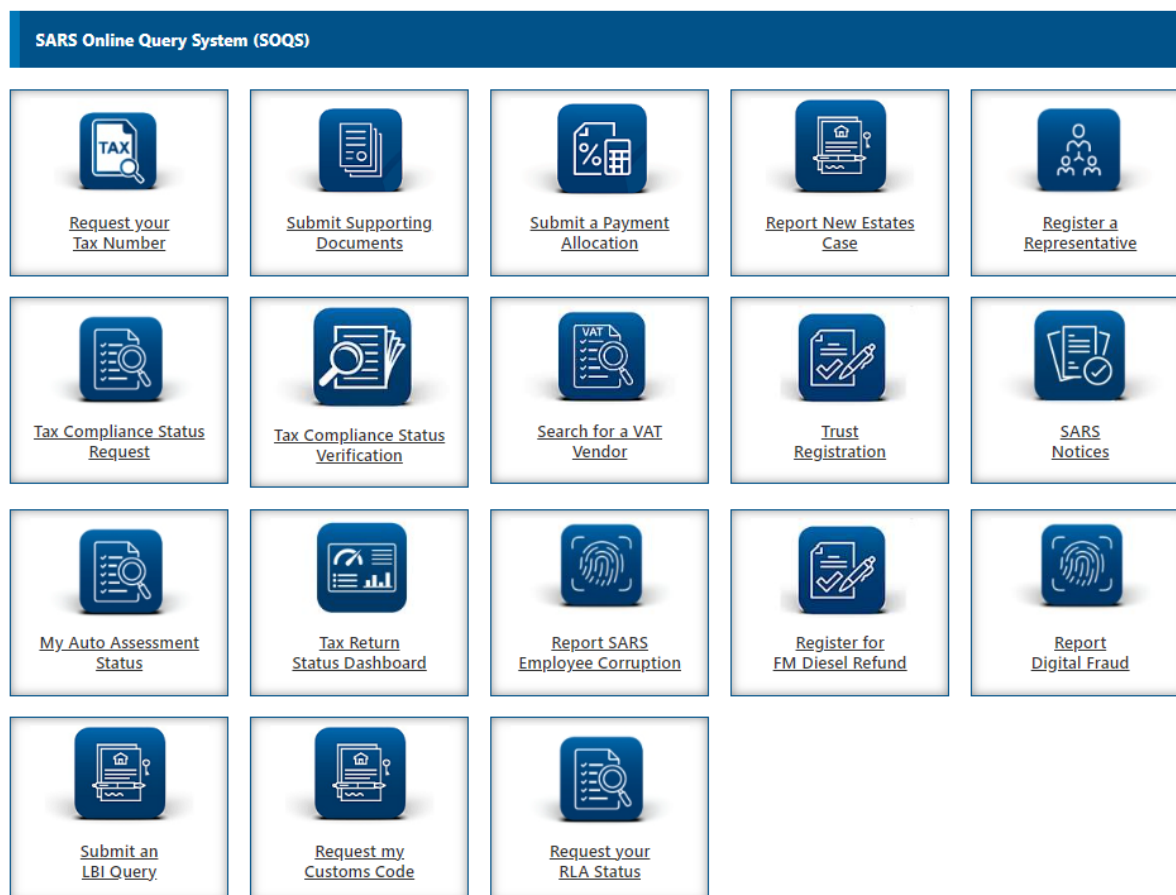 SARS Online Query System (SOQS)
TAX
Request your
Tax Number
Submit Supporting
Documents
%
Submit a Payment
Allocation
Report New Estates
Case
Register a
Representative
Tax Compliance Status
Request
Tax Compliance Status
Verification
VAT
Search for a VAT
Vendor
Trust
Registration
SARS
Notices
My Auto Assessment
Status
Tax Return
Status Dashboard
Report SARS
Employee Corruption
Register for
FM Diesel Refund
Report
Digital Fraud
Submit an
LBI Query
Request my
Customs Code
Request your
RLA Status